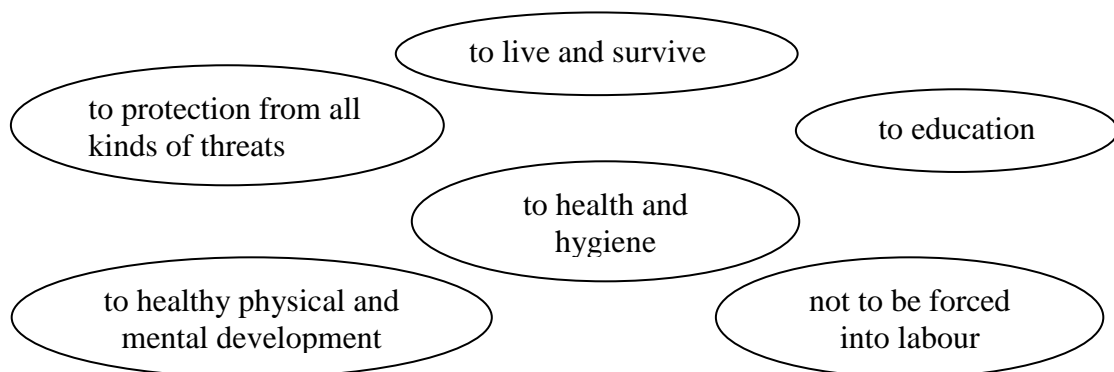 to live and survive
to protection from all
kinds of threats
to education
to health and
hygiene
to healthy physical and
mental development
not to be forced
into labour